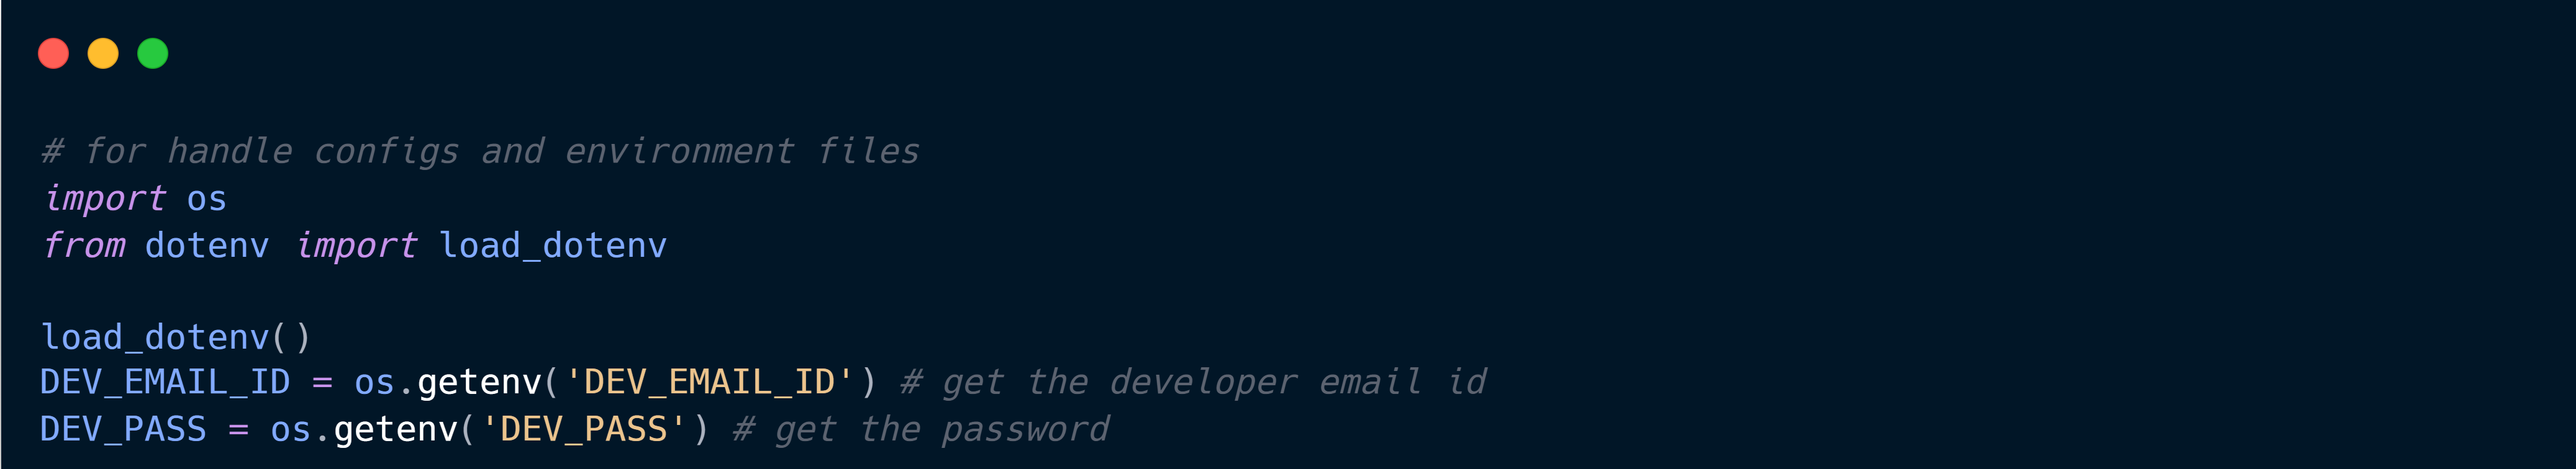 # for handle configs and environment files
import os
from dotenv import load_dotenv
load_dotenv()
DEV_EMAIL_ID = os.getenv('DEV_EMAIL_ID') # get the developer email id
DEV_PASS = os.getenv('DEV_PASS') # get the password